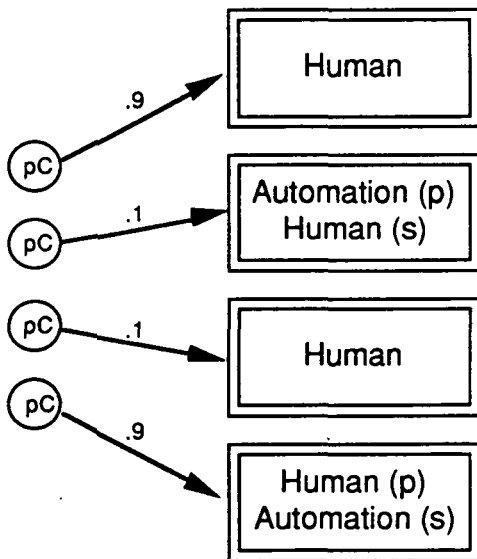 Human
.9
pC
Automation (p)
.1
Human (s)
pC
pC
.1
Human
pC
.9
Human (p)
Automation (s)